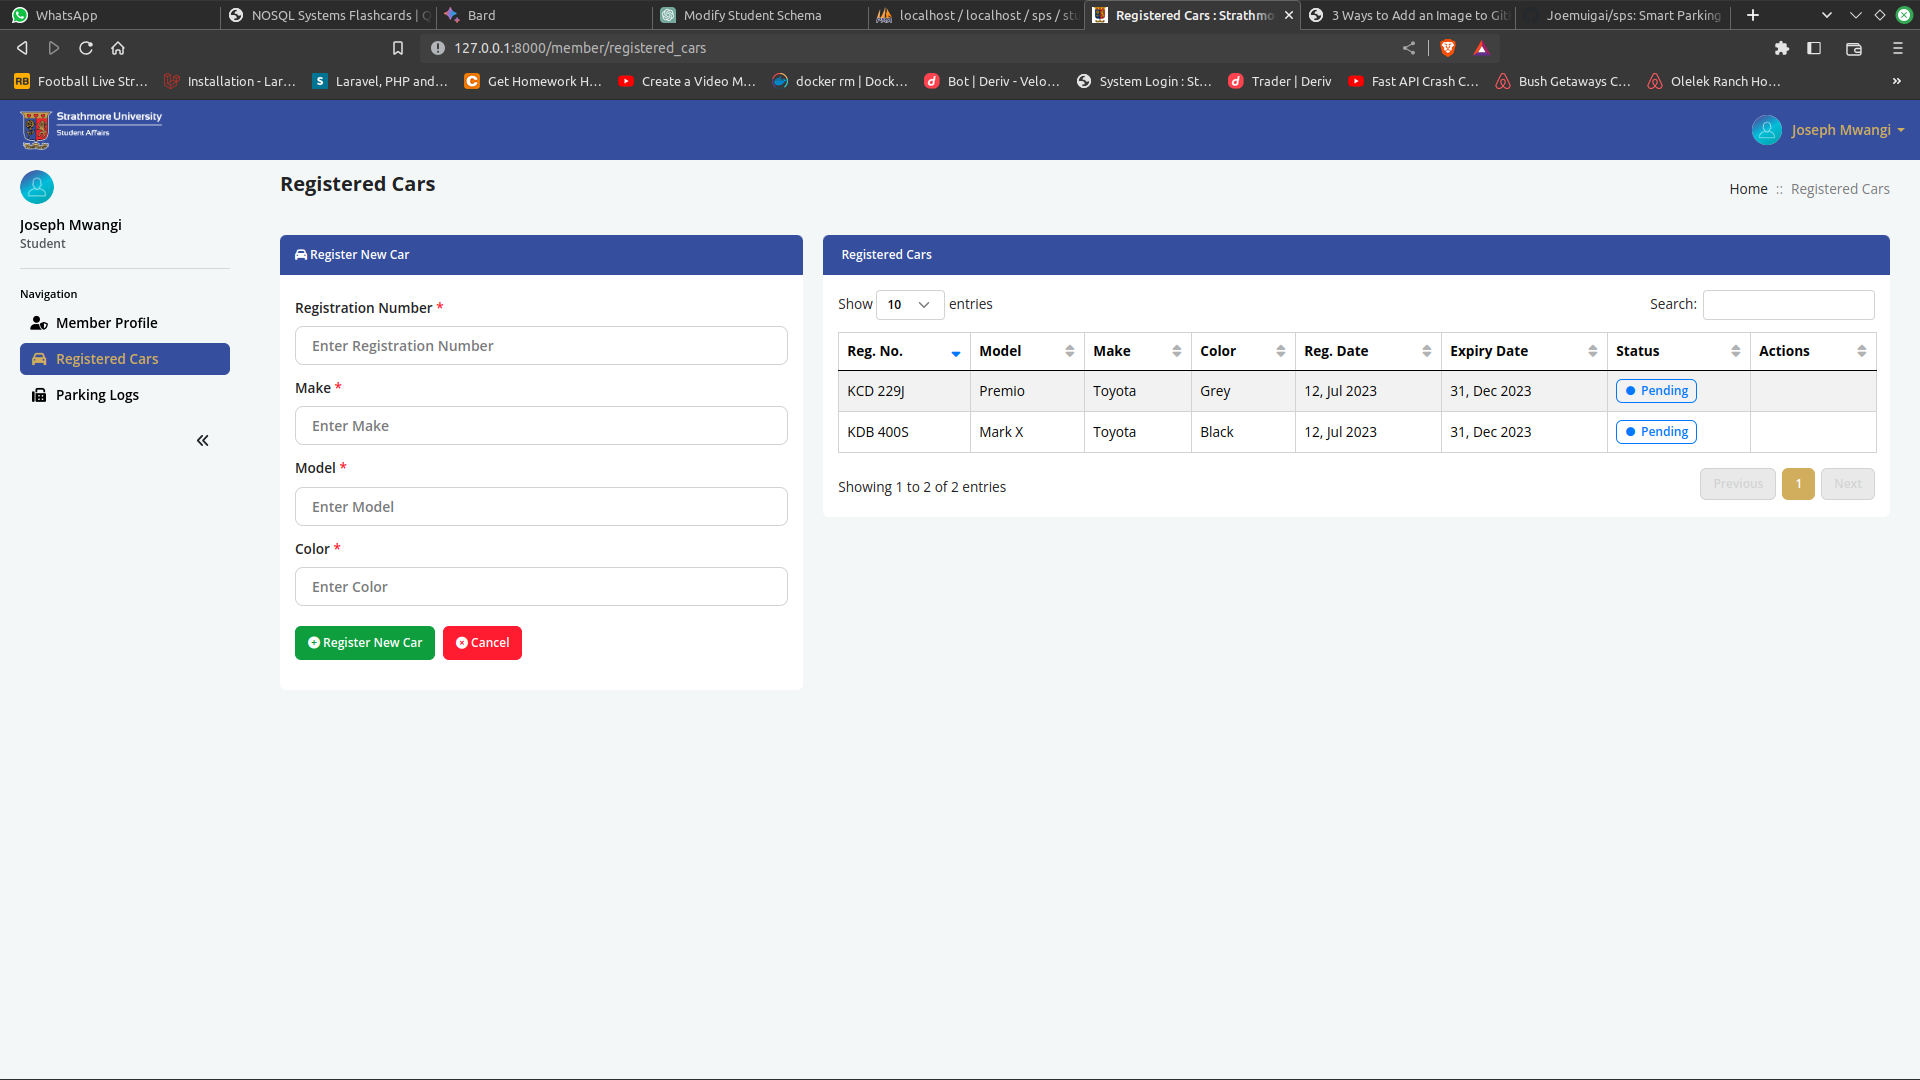 WhatsApp
NOSQL Systems Flashcards |
Bard
Modify Student Schema
localhost / localhost / sps /
Registered Cars : Strathmo
3 Ways to Add an Image to Git
Joemuigai/sps: Smart Parking
127.0.0.1:8000/member/registered_cars
RB Football Live Str...
Installation - Lar...
S Laravel, PHP and...
C Get Homework H...
Create a Video M...
docker rm | Dock...
d Bot | Deriv - Velo...
System Login : St...
d Trader | Deriv
Fast API Crash C...
Bush Getaways C...
Olelek Ranch Ho...
»
Strathmore University
Student Affairs
Joseph Mwangi
Joseph Mwangi
Student
Navigation
Member Profile
Registered Cars
Parking Logs
Registered Cars
Home :: Registered Cars
Register New Car
Registration Number *
Enter Registration Number
Make *
Enter Make
Model *
Enter Model
Color *
Enter Color
Register New Car
Cancel
Registered Cars
Show 10 entries
Search:
Reg. No. Model Make Color Reg. Date Expiry Date Status Actions
KCD 229J Premio Toyota Grey 12, Jul 2023 31, Dec 2023 Pending
KDB 400S Mark X Toyota Black 12, Jul 2023 31, Dec 2023 Pending
Showing 1 to 2 of 2 entries
Previous 1 Next